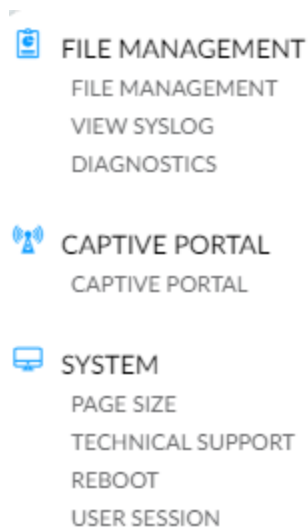 FILE MANAGEMENT
FILE MANAGEMENT
VIEW SYSLOG
DIAGNOSTICS
CAPTIVE PORTAL
CAPTIVE PORTAL
SYSTEM
PAGE SIZE
TECHNICAL SUPPORT
REBOOT
USER SESSION